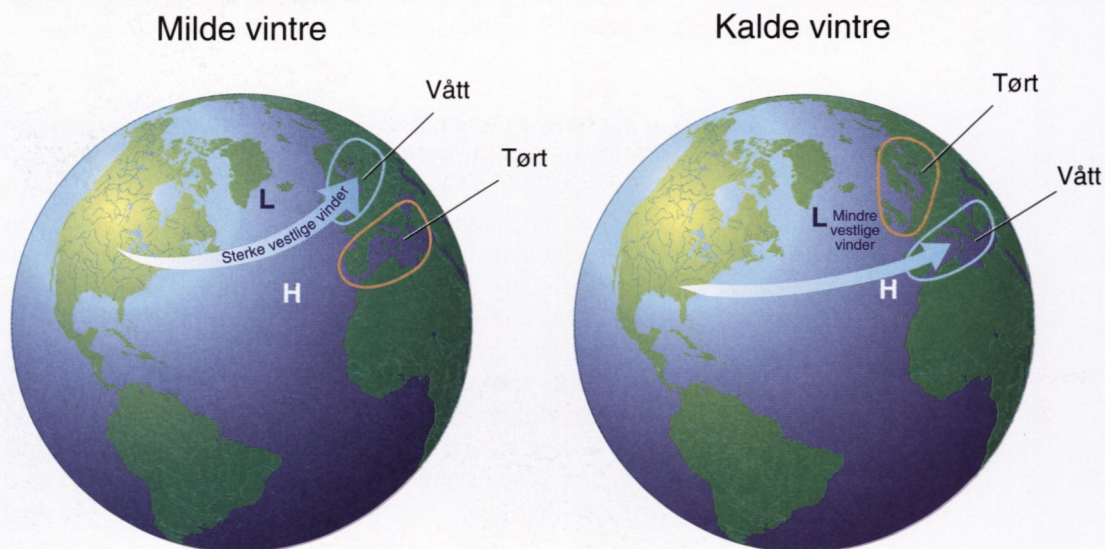 Milde vintre
Vått
Tørt
L
Sterke vestlige vinder
H
Kalde vintre
Tørt
Vått
L
Mindre
vestlige
vinder
H